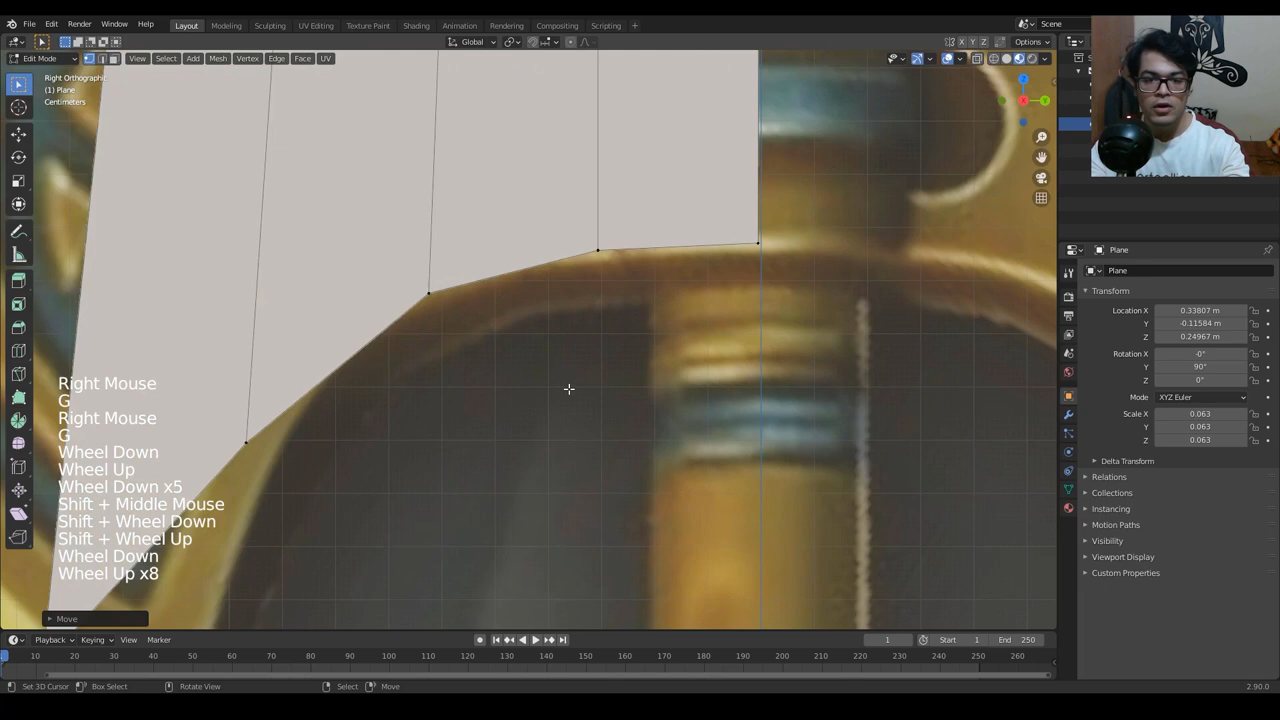 File Edit Render Window Help Layout Modeling Sculpting UV Editing Texture Paint Shading Animation Rendering Compositing Scripting + Scene
Global Options
Edit Mode View Select Add Mesh Vertex Edge Face UV X Y Z
Right Orthographic
(1) Plane
Centimeters
Z
X
Y
Plane
Plane
Transform
Location X 0.33807 m
Y -0.11584 m
Z 0.24967 m
Rotation X -0°
Y 90°
Z 0°
Mode XYZ Euler
Scale X 0.063
Y 0.063
Z 0.063
Delta Transform
Relations
Collections
Instancing
Motion Paths
Visibility
Viewport Display
Custom Properties
Right Mouse
G
Right Mouse
G
Wheel Down
Wheel Up
Wheel Down x5
Shift + Middle Mouse
Shift + Wheel Down
Shift + Wheel Up
Wheel Down
Wheel Up x8
Move
Playback Keying View Marker 1 Start 1 End 250
10 20 30 40 50 60 70 80 90 100 110 120 130 140 150 160 170 180 190 200 210 220 230 240 250 260
Set 3D Cursor Box Select Rotate View Select Move 2.90.0